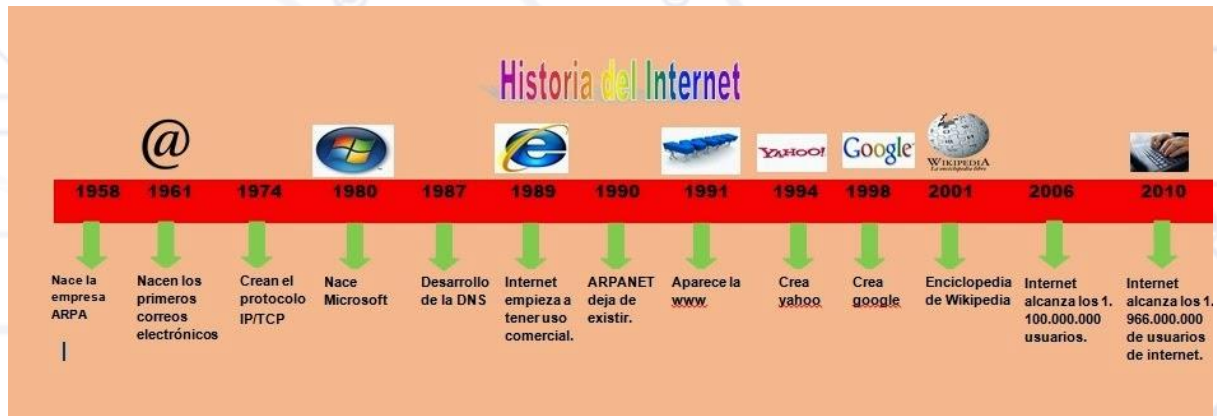 Historia del Internet
@
YAHOO!
Google
WIKIPEDIA
La enciclopedia libre
1958 1961 1974 1980 1987 1989 1990 1991 1994 1998 2001 2006 2010
Nace la
empresa
ARPA
Nacen los
primeros
correos
electrónicos
Crean el
protocolo
IP/TCP
Nace
Microsoft
Desarrollo
de la DNS
Internet
empieza a
tener uso
comercial.
ARPANET
deja de
existir.
Aparece la
www.
Crea
yahoo
Crea
google
Enciclopedia
de Wikipedia
Internet
alcanza los 1.
100.000.000
usuarios.
Internet
alcanza los 1.
966.000.000
de usuarios
de internet.